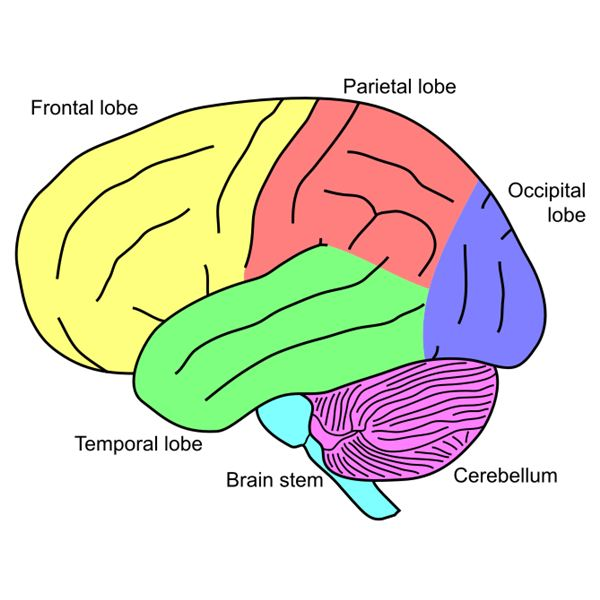 Parietal lobe
Frontal lobe
Occipital
lobe
Temporal lobe
Brain stem
Cerebellum